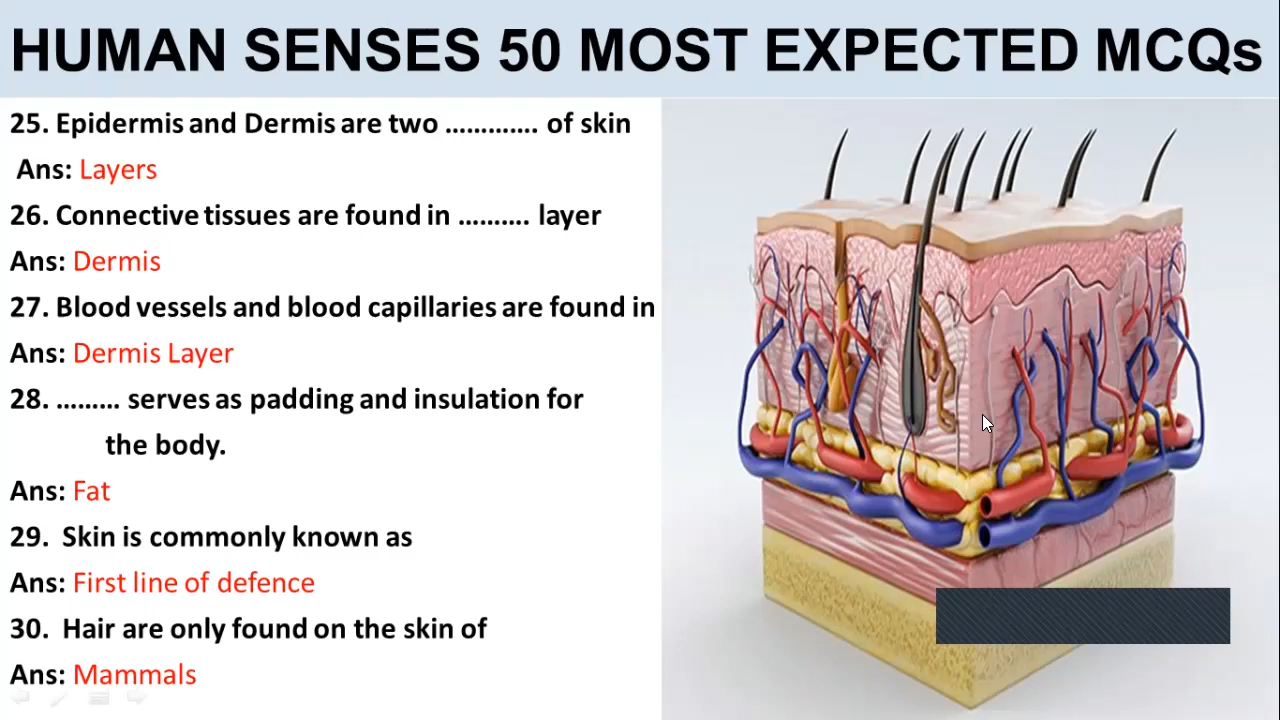 HUMAN SENSES 50 MOST EXPECTED MCQs
25. Epidermis and Dermis are two …………. of skin
Ans: Layers
26. Connective tissues are found in ………. layer
Ans: Dermis
27. Blood vessels and blood capillaries are found in
Ans: Dermis Layer
28. ……… serves as padding and insulation for
the body.
Ans: Fat
29. Skin is commonly known as
Ans: First line of defence
30. Hair are only found on the skin of
Ans: Mammals